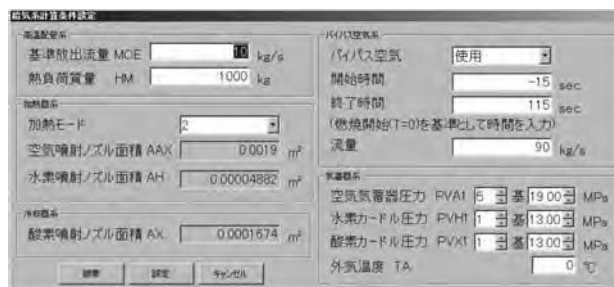 給気系計算条件設定
高温配管系
基準放出流量 MOE 10 kg/s
熱負荷質量 HM 1000 kg
加熱器系
加熱モード 2
空気噴射ノズル面積 AAX 0.0019 m²
水素噴射ノズル面積 AH 0.00004882 m²
冷却器系
酸素噴射ノズル面積 AX 0.0001674 m²
設定 キャンセル
バイパス空気系
バイパス空気 使用
開始時間 -15 sec
終了時間 115 sec
(燃焼開始(T=0)を基準として時間を入力)
流量 90 kg/s
気蓄器系
空気気蓄器圧力 PVA1 5 基 19.00 MPa
水素カードル圧力 PVH1 1 基 13.00 MPa
酸素カードル圧力 PVX1 1 基 13.00 MPa
外気温度 TA 0 ℃